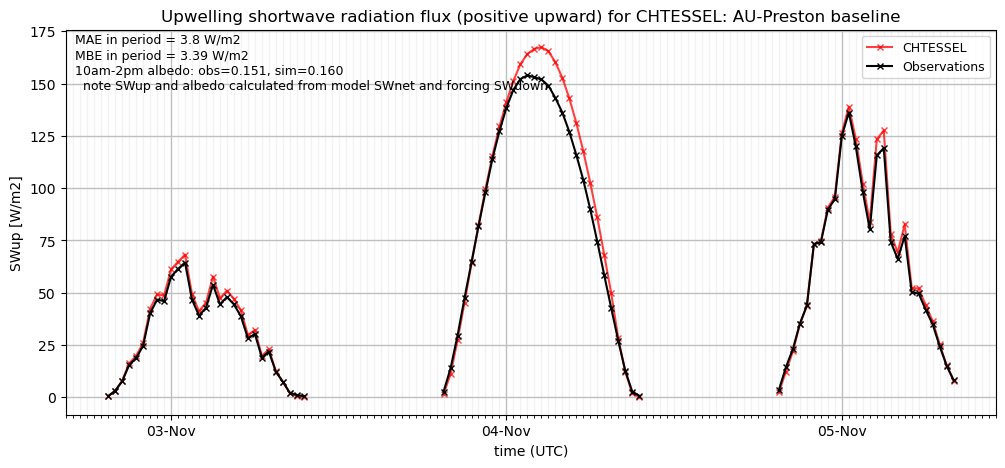 Upwelling shortwave radiation flux (positive upward) for CHTESSEL: AU-Preston baseline
MAE in period = 3.8 W/m2
MBE in period = 3.39 W/m2
10am-2pm albedo: obs=0.151, sim=0.160
note SWup and albedo calculated from model SWnet and forcing SWdown
CHTESSEL
Observations
SWup [W/m2]
175
150
125
100
75
50
25
0
03-Nov
04-Nov
05-Nov
time (UTC)